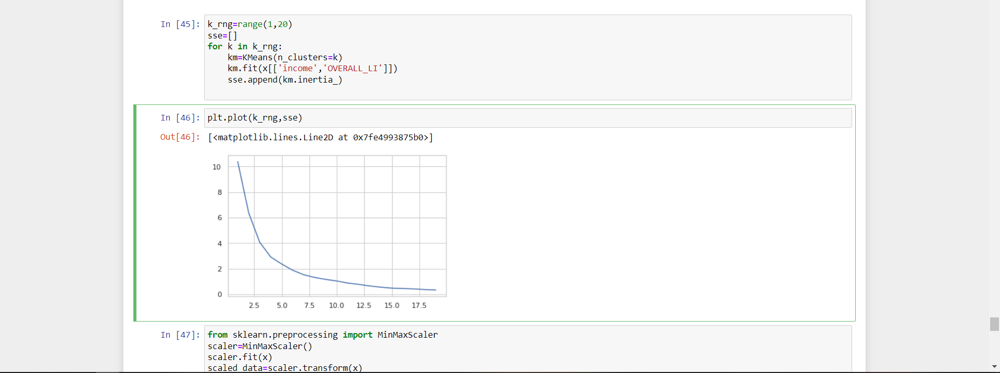 In [45]: k_rng=range(1,20)
sse=[]
for k in k_rng:
    km=KMeans(n_clusters=k)
    km.fit(x[['income','OVERALL_LI']])
    sse.append(km.inertia_)
In [46]: plt.plot(k_rng,sse)
Out[46]: [<matplotlib.lines.Line2D at 0x7fe4993875b0>]
10
8
6
4
2
0
2.5 5.0 7.5 10.0 12.5 15.0 17.5
In [47]: from sklearn.preprocessing import MinMaxScaler
scaler=MinMaxScaler()
scaler.fit(x)
scaled_data=scaler.transform(x)